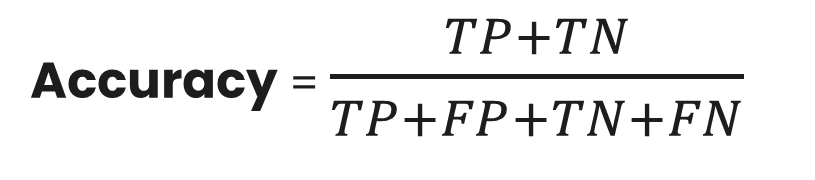 Accuracy = TP+TN
TP+FP+TN+FN